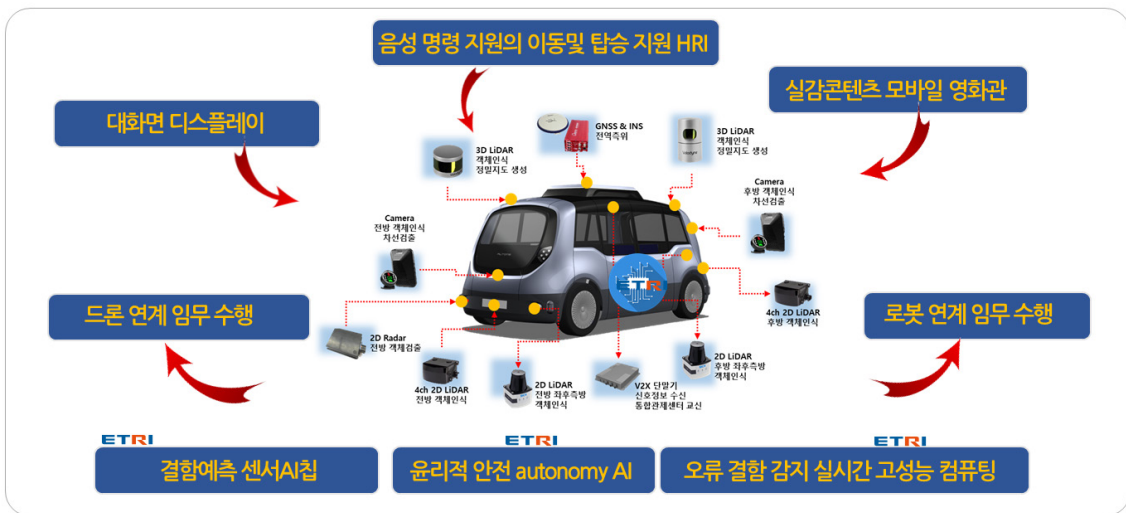 음성 명령 지원의 이동및 탑승 지원 HRI
대화면 디스플레이
실감콘텐츠 모바일 영화관
3D LiDAR
객체인식
정밀지도 생성
GNSS & INS
전역측위
3D LiDAR
객체인식
정밀지도 생성
Camera
전방 객체인식
차선검출
Camera
후방 객체인식
차선검출
ETRI
드론 연계 임무 수행
로봇 연계 임무 수행
2D Radar
전방 객체검출
4ch 2D LiDAR
전방 객체인식
2D LiDAR
전방 좌후측방
객체인식
V2X 단말기
신호정보 수신
통합관제센터 교신
2D LiDAR
후방 좌후측방
객체인식
4ch 2D LiDAR
후방 객체인식
ETRI
결함예측 센서AI칩
ETRI
윤리적 안전 autonomy AI
ETRI
오류 결함 감지 실시간 고성능 컴퓨팅